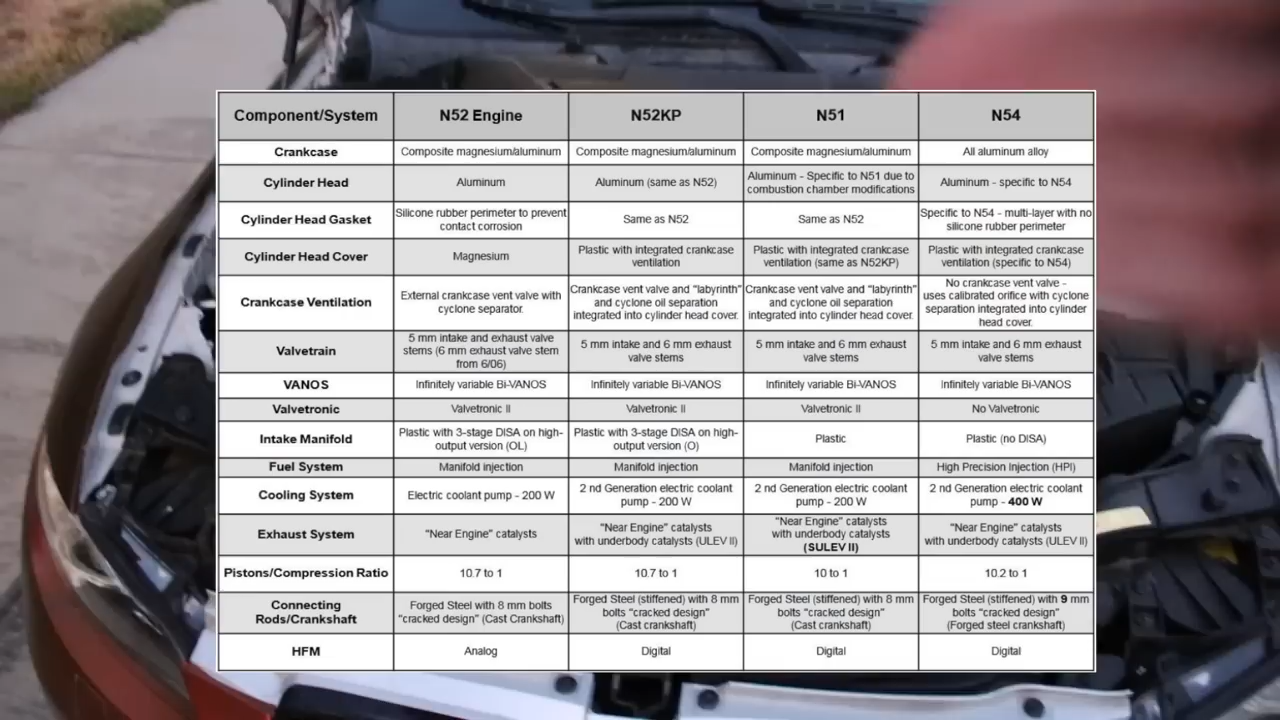 Component/System N52 Engine N52KP N51 N54
Crankcase Composite magnesium/aluminum Composite magnesium/aluminum Composite magnesium/aluminum All aluminum alloy
Cylinder Head Aluminum Aluminum (same as N52) Aluminum - Specific to N51 due to combustion chamber modifications Aluminum - specific to N54
Cylinder Head Gasket Silicone rubber perimeter to prevent contact corrosion Same as N52 Same as N52 Specific to N54 - multi-layer with no silicone rubber perimeter
Cylinder Head Cover Magnesium Plastic with integrated crankcase ventilation Plastic with integrated crankcase ventilation (same as N52KP) Plastic with integrated crankcase ventilation (specific to N54)
Crankcase Ventilation External crankcase vent valve with cyclone separator. Crankcase vent valve and "labyrinth" and cyclone oil separation integrated into cylinder head cover. Crankcase vent valve and "labyrinth" and cyclone oil separation integrated into cylinder head cover. No crankcase vent valve - uses calibrated orifice with cyclone separation integrated into cylinder head cover.
Valvetrain 5 mm intake and exhaust valve stems (6 mm exhaust valve stem from 6/06) 5 mm intake and 6 mm exhaust valve stems 5 mm intake and 6 mm exhaust valve stems 5 mm intake and 6 mm exhaust valve stems
VANOS Infinitely variable Bi-VANOS Infinitely variable Bi-VANOS Infinitely variable Bi-VANOS Infinitely variable Bi-VANOS
Valvetronic Valvetronic II Valvetronic II Valvetronic II No Valvetronic
Intake Manifold Plastic with 3-stage DISA on high-output version (OL) Plastic with 3-stage DISA on high-output version (O) Plastic Plastic (no DISA)
Fuel System Manifold injection Manifold injection Manifold injection High Precision Injection (HPI)
Cooling System Electric coolant pump - 200 W 2 nd Generation electric coolant pump - 200 W 2 nd Generation electric coolant pump - 200 W 2 nd Generation electric coolant pump - 400 W
Exhaust System "Near Engine" catalysts "Near Engine" catalysts with underbody catalysts (ULEV II) "Near Engine" catalysts with underbody catalysts (SULEV II) "Near Engine" catalysts with underbody catalysts (ULEV II)
Pistons/Compression Ratio 10.7 to 1 10.7 to 1 10 to 1 10.2 to 1
Connecting Rods/Crankshaft Forged Steel with 8 mm bolts "cracked design" (Cast Crankshaft) Forged Steel (stiffened) with 8 mm bolts "cracked design" (Cast crankshaft) Forged Steel (stiffened) with 8 mm bolts "cracked design" (Cast crankshaft) Forged Steel (stiffened) with 9 mm bolts "cracked design" (Forged steel crankshaft)
HFM Analog Digital Digital Digital